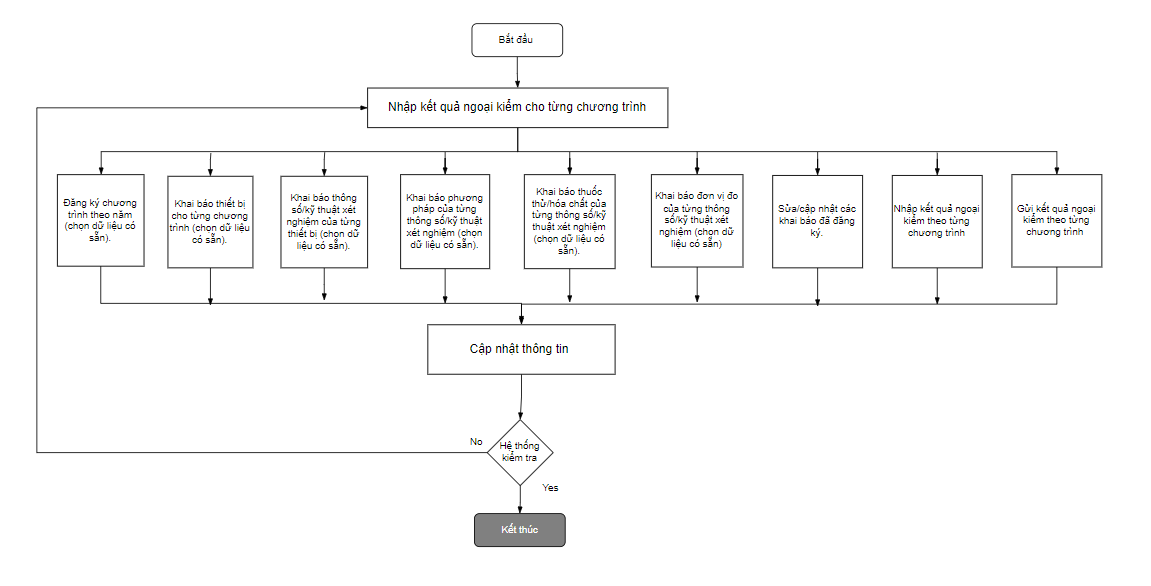 Bắt đầu
Nhập kết quả ngoại kiểm cho từng chương trình
Đăng ký chương
trình theo năm
(chọn dữ liệu có
sẵn).
Khai báo thiết bị
cho từng chương
trình (chọn dữ liệu
có sẵn).
Khai báo thông
số/kỹ thuật xét
nghiệm của từng
thiết bị (chọn dữ
liệu có sẵn).
Khai báo phương
pháp của từng
thông số/kỹ thuật
xét nghiệm (chọn
dữ liệu có sẵn).
Khai báo thuốc
thử/hóa chất của
từng thông số/kỹ
thuật xét nghiệm
(chọn dữ liệu có
sẵn).
Khai báo đơn vị đo
của từng thông
số/kỹ thuật xét
nghiệm (chọn dữ
liệu có sẵn)
Sửa/cập nhật các
khai báo đã đăng
ký.
Nhập kết quả ngoại
kiểm theo từng
chương trình
Gửi kết quả ngoại
kiểm theo từng
chương trình
Cập nhật thông tin
No
Hệ thống
kiểm tra
Yes
Kết thúc